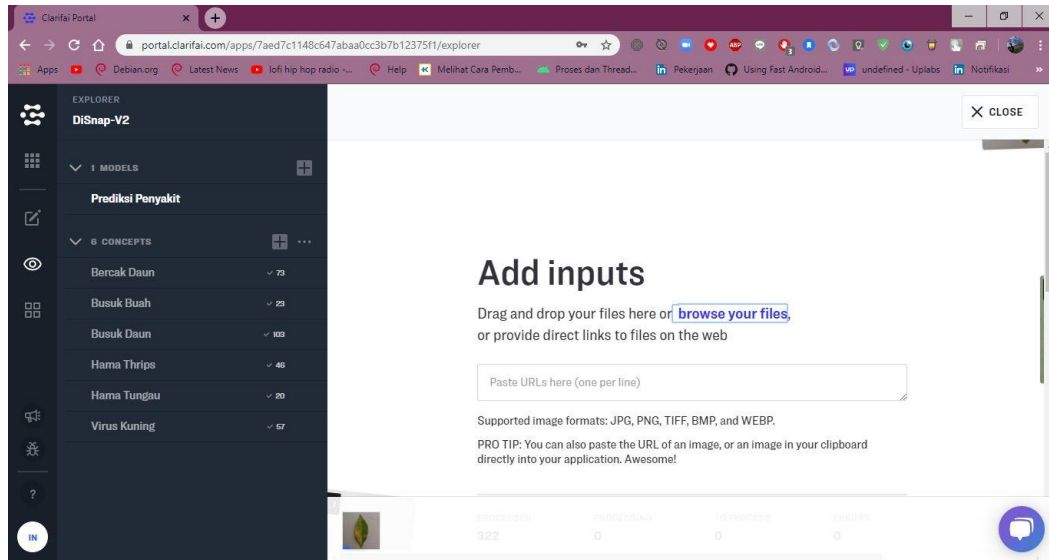 Clarifai Portal
portal.clarifai.com/apps/7aed7c1148c647abaa0cc3b7b12375f1/explorer
Apps Debian.org Latest News lofi hip hop radio -... Help Melihat Cara Pemb... Proses dan Thread... Pekerjaan Using Fast Android... undefined - Uplabs Notifikasi »
EXPLORER
DiSnap-V2
CLOSE
1 MODELS
Prediksi Penyakit
6 CONCEPTS
Bercak Daun 73
Busuk Buah 23
Busuk Daun 103
Hama Thrips 46
Hama Tungau 20
Virus Kuning 57
Add inputs
Drag and drop your files here or browse your files,
or provide direct links to files on the web
Paste URLs here (one per line)
Supported image formats: JPG, PNG, TIFF, BMP, and WEBP.
PRO TIP: You can also paste the URL of an image, or an image in your clipboard
directly into your application. Awesome!
?
IN
322 0 0 0